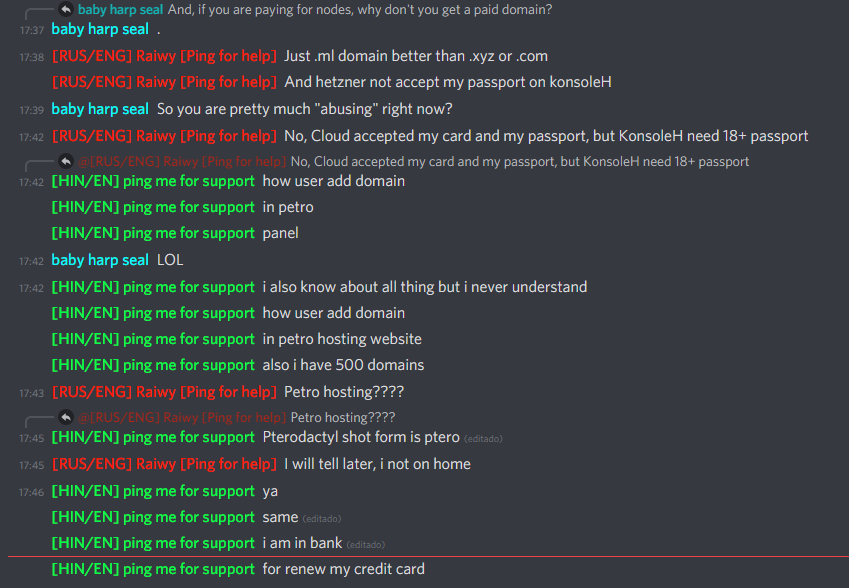 baby harp seal And, if you are paying for nodes, why don't you get a paid domain?
17:37 baby harp seal .
17:38 [RUS/ENG] Raiwy [Ping for help] Just .ml domain better than .xyz or .com
[RUS/ENG] Raiwy [Ping for help] And hetzner not accept my passport on konsoleH
17:39 baby harp seal So you are pretty much "abusing" right now?
17:42 [RUS/ENG] Raiwy [Ping for help] No, Cloud accepted my card and my passport, but KonsoleH need 18+ passport
@[RUS/ENG] Raiwy [Ping for help] No, Cloud accepted my card and my passport, but KonsoleH need 18+ passport
17:42 [HIN/EN] ping me for support how user add domain
[HIN/EN] ping me for support in petro
[HIN/EN] ping me for support panel
17:42 baby harp seal LOL
17:42 [HIN/EN] ping me for support i also know about all thing but i never understand
[HIN/EN] ping me for support how user add domain
[HIN/EN] ping me for support in petro hosting website
[HIN/EN] ping me for support also i have 500 domains
17:43 [RUS/ENG] Raiwy [Ping for help] Petro hosting????
@[RUS/ENG] Raiwy [Ping for help] Petro hosting????
17:45 [HIN/EN] ping me for support Pterodactyl shot form is ptero (editado)
17:45 [RUS/ENG] Raiwy [Ping for help] I will tell later, i not on home
17:46 [HIN/EN] ping me for support ya
[HIN/EN] ping me for support same (editado)
[HIN/EN] ping me for support i am in bank (editado)
[HIN/EN] ping me for support for renew my credit card